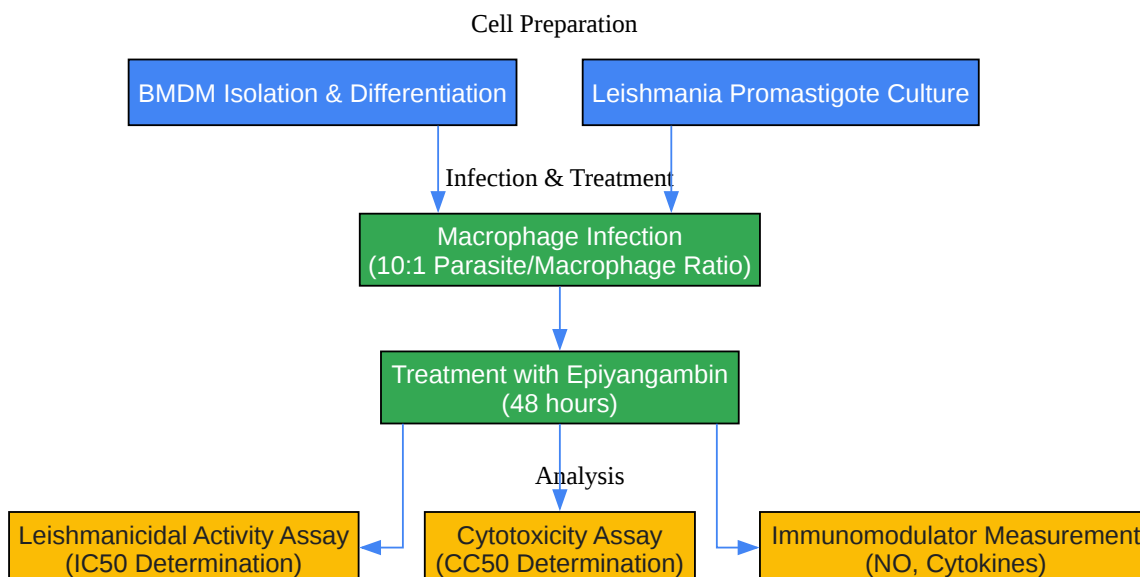 Cell Preparation
BMDM Isolation & Differentiation
Leishmania Promastigote Culture
Infection & Treatment
Macrophage Infection
(10:1 Parasite/Macrophage Ratio)
Treatment with Epiyangambin
(48 hours)
Analysis
Leishmanicidal Activity Assay
(IC50 Determination)
Cytotoxicity Assay
(CC50 Determination)
Immunomodulator Measurement
(NO, Cytokines)